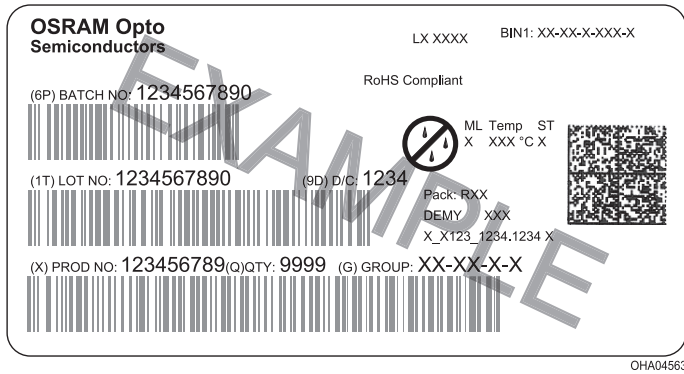 OSRAM Opto
Semiconductors
LX XXXX
BIN1: XX-XX-X-XXX-X
RoHS Compliant
(6P) BATCH NO: 1234567890
ML Temp ST
X XXX °C X
(1T) LOT NO: 1234567890 (9D) D/C: 1234
Pack: RXX
DEMY XXX
X_X123_1234.1234 X
(X) PROD NO: 123456789(Q)QTY: 9999 (G) GROUP: XX-XX-X-X
EXAMPLE
OHA04563